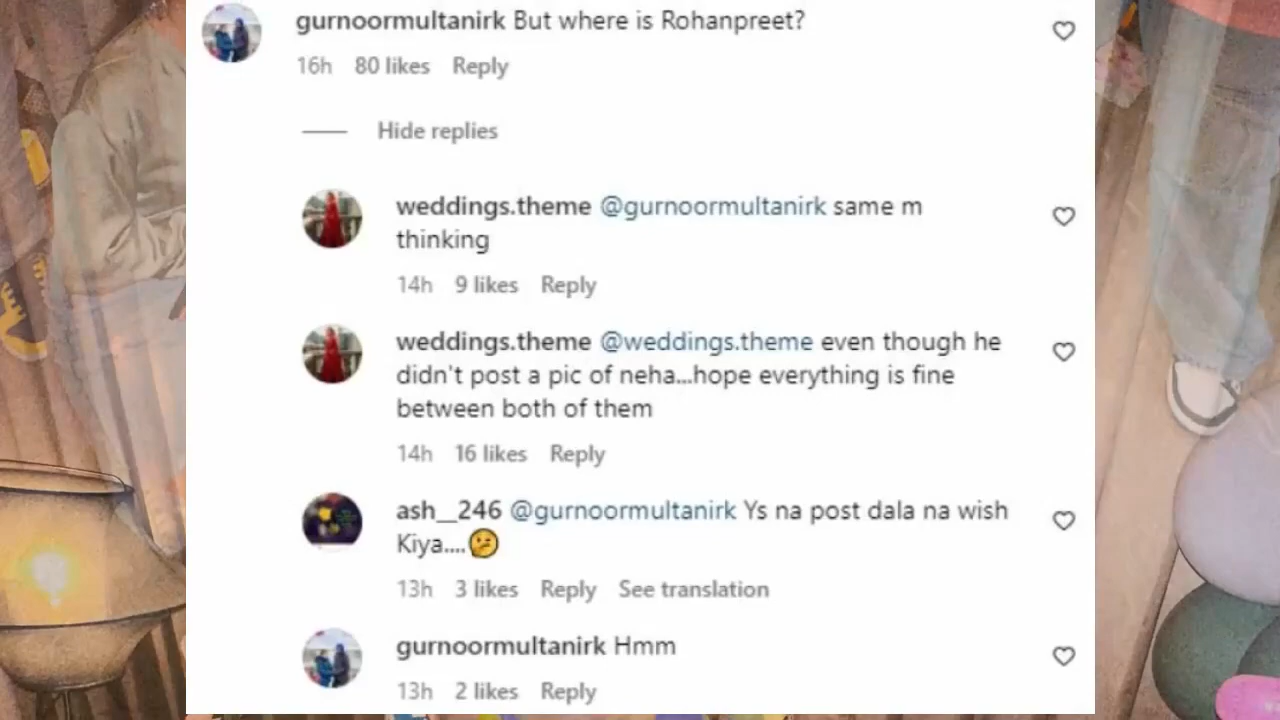 gurnoormultanirk But where is Rohanpreet?
16h 80 likes Reply
Hide replies
weddings.theme @gurnoormultanirk same m
thinking
14h 9 likes Reply
weddings.theme @weddings.theme even though he
didn't post a pic of neha...hope everything is fine
between both of them
14h 16 likes Reply
ash__246 @gurnoormultanirk Ys na post dala na wish
Kiya....🫤
13h 3 likes Reply See translation
gurnoormultanirk Hmm
13h 2 likes Reply